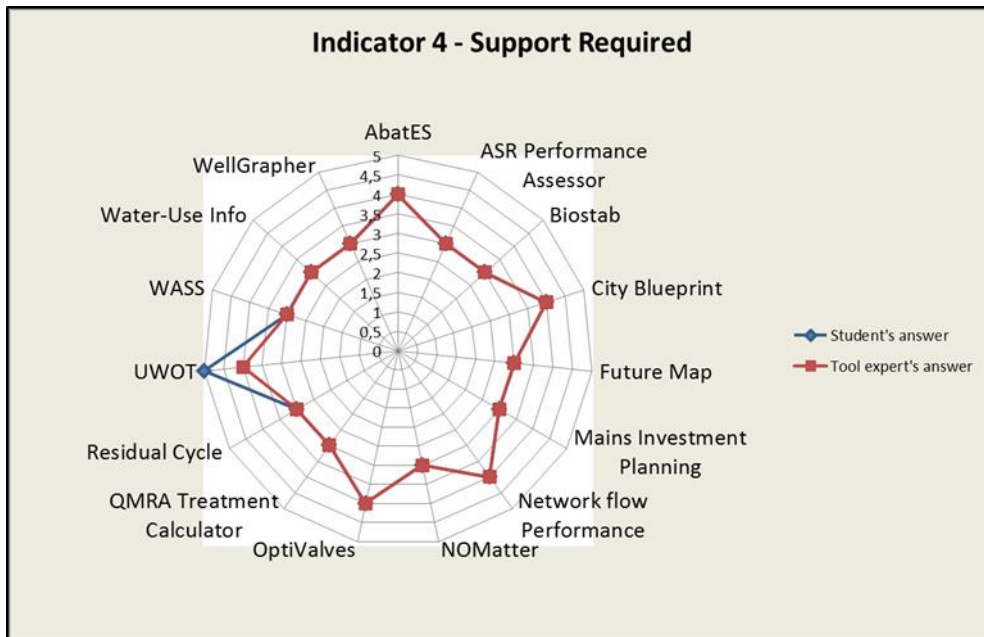 Indicator 4 - Support Required
AbatES
ASR Performance
Assessor
Biostab
City Blueprint
Future Map
Mains Investment
Planning
Network flow
Performance
NOMatter
OptiValves
QMRA Treatment
Calculator
Residual Cycle
UWOT
WASS
Water-Use Info
WellGrapher
5
4,5
4
3,5
3
2,5
2
1,5
1
0,5
0
Student's answer
Tool expert's answer